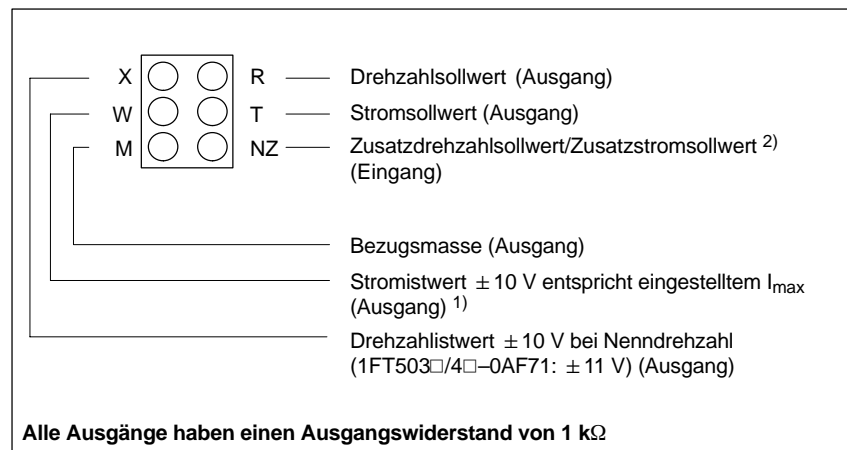 X R Drehzahlsollwert (Ausgang)
W T Stromsollwert (Ausgang)
M NZ Zusatzdrehzahlsollwert/Zusatzstromsollwert 2)
(Eingang)
Bezugsmasse (Ausgang)
Stromistwert ± 10 V entspricht eingestelltem Imax
(Ausgang) 1)
Drehzahlistwert ± 10 V bei Nenndrehzahl
(1FT503□/4□–0AF71: ± 11 V) (Ausgang)
Alle Ausgänge haben einen Ausgangswiderstand von 1 kΩ